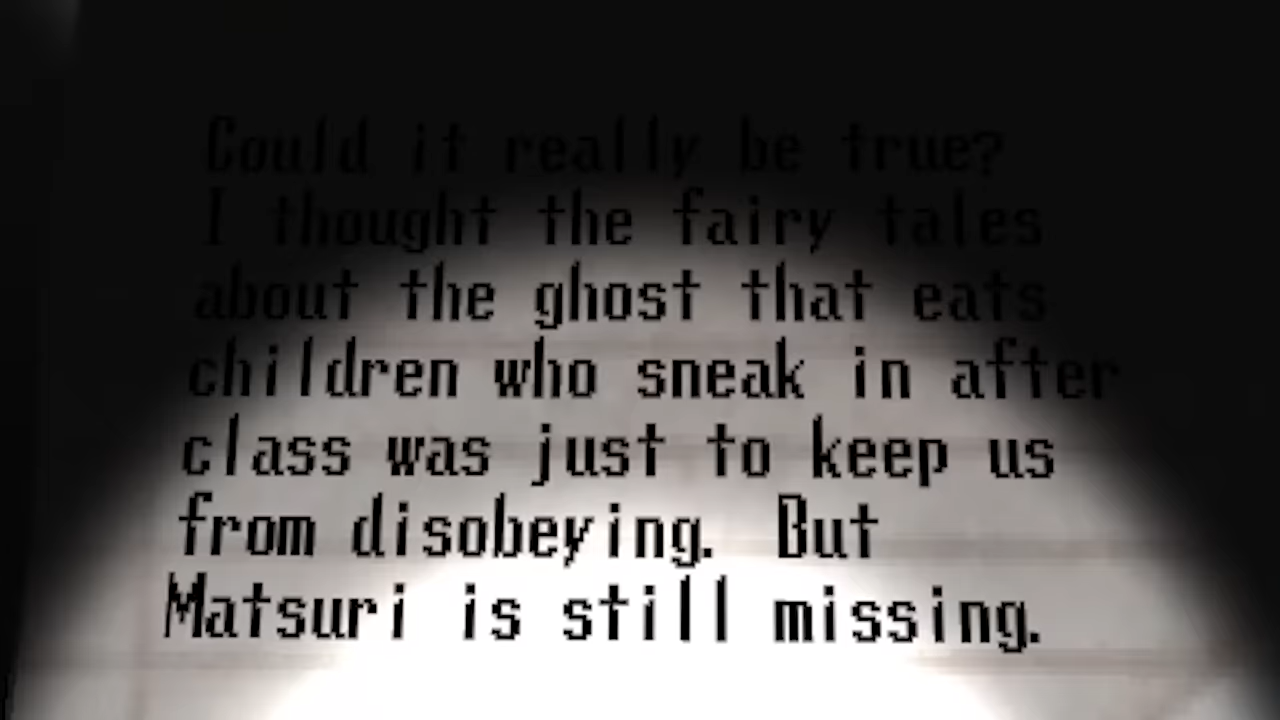 Could it really be true?
I thought the fairy tales
about the ghost that eats
children who sneak in after
class was just to keep us
from disobeying. But
Matsuri is still missing.